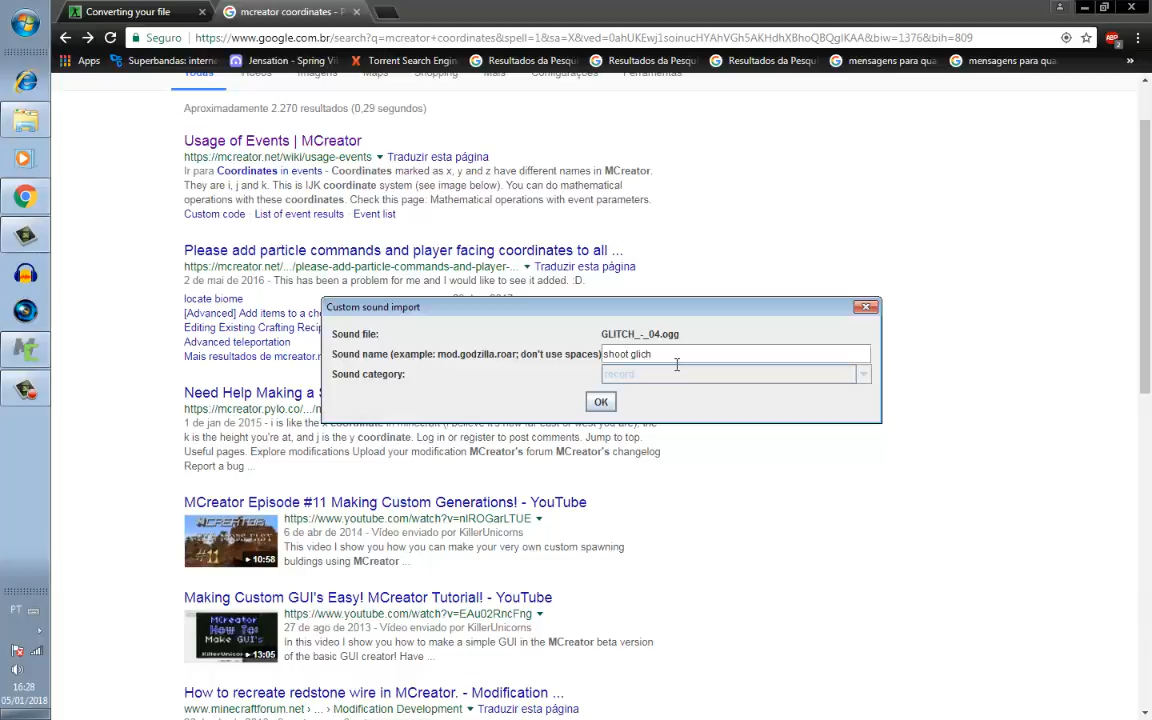 Converting your file
mcreator coordinates - P
Seguro
https://www.google.com.br/search?q=mcreator+coordinates&spell=1&sa=X&ved=0ahUKEwj1soinucHYAhVGh5AKHdhXBhoQBQgIKAA&biw=1376&bih=809
Apps
Superbandas: intern
Jensation - Spring Vi
Torrent Search Engin
Resultados da Pesqu
Resultados da Pesqu
Resultados da Pesqu
mensagens para qua
mensagens para qua
Todas Vídeos Imagens Maps Shopping Mais Configurações Ferramentas
Aproximadamente 2.270 resultados (0,29 segundos)
Usage of Events | MCreator
https://mcreator.net/wiki/usage-events Traduzir esta página
Ir para Coordinates in events - Coordinates marked as x, y and z have different names in MCreator.
They are i, j and k. This is IJK coordinate system (see image below). You can do mathematical
operations with these coordinates. Check this page: Mathematical operations with event parameters.
Custom code · List of event results · Event list
Please add particle commands and player facing coordinates to all ...
https://mcreator.net/.../please-add-particle-commands-and-player-... Traduzir esta página
2 de mai de 2016 - This has been a problem for me and I would like to see it added. :D.
locate biome
[Advanced] Add items to a ch
Editing Existing Crafting Recip
Advanced teleportation
Mais resultados de mcreator.n
Custom sound import
Sound file: GLITCH_-_04.ogg
Sound name (example: mod.godzilla.roar; don't use spaces) shoot glich
Sound category: record
OK
Need Help Making a S
https://mcreator.pylo.co/.../n
1 de jan de 2015 - i is like the x
k is the height you're at, and j is the y coordinate. Log in or register to post comments. Jump to top.
Useful pages. Explore modifications Upload your modification MCreator's forum MCreator's changelog
Report a bug ...
MCreator Episode #11 Making Custom Generations! - YouTube
https://www.youtube.com/watch?v=nlROGarLTUE
6 de abr de 2014 - Vídeo enviado por KillerUnicorns
This video I show you how you can make your very own custom spawning
buldings using MCreator ...
#11
10:58
Making Custom GUI's Easy! MCreator Tutorial! - YouTube
https://www.youtube.com/watch?v=EAu02RncFng
27 de ago de 2013 - Vídeo enviado por KillerUnicorns
In this video I show you how to make a simple GUI in the MCreator beta version
of the basic GUI creator! Have ...
MCreator
How To:
Make GUI's
13:05
How to recreate redstone wire in MCreator. - Modification ...
www.minecraftforum.net › ... › Modification Development Traduzir esta página
PT
16:28
05/01/2018